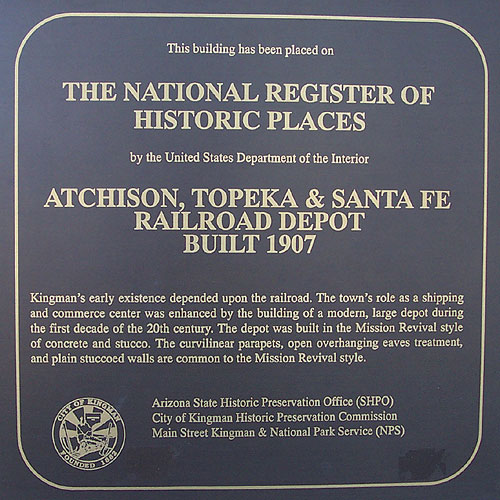 This building has been placed on
THE NATIONAL REGISTER OF
HISTORIC PLACES
by the United States Department of the Interior
ATCHISON, TOPEKA & SANTA FE
RAILROAD DEPOT
BUILT 1907
Kingman's early existence depended upon the railroad. The town's role as a shipping
and commerce center was enhanced by the building of a modern, large depot during
the first decade of the 20th century. The depot was built in the Mission Revival style
of concrete and stucco. The curvilinear parapets, open overhanging eaves treatment,
and plain stuccoed walls are common to the Mission Revival style.
CITY OF KINGMAN
FOUNDED 1882
Arizona State Historic Preservation Office (SHPO)
City of Kingman Historic Preservation Commission
Main Street Kingman & National Park Service (NPS)